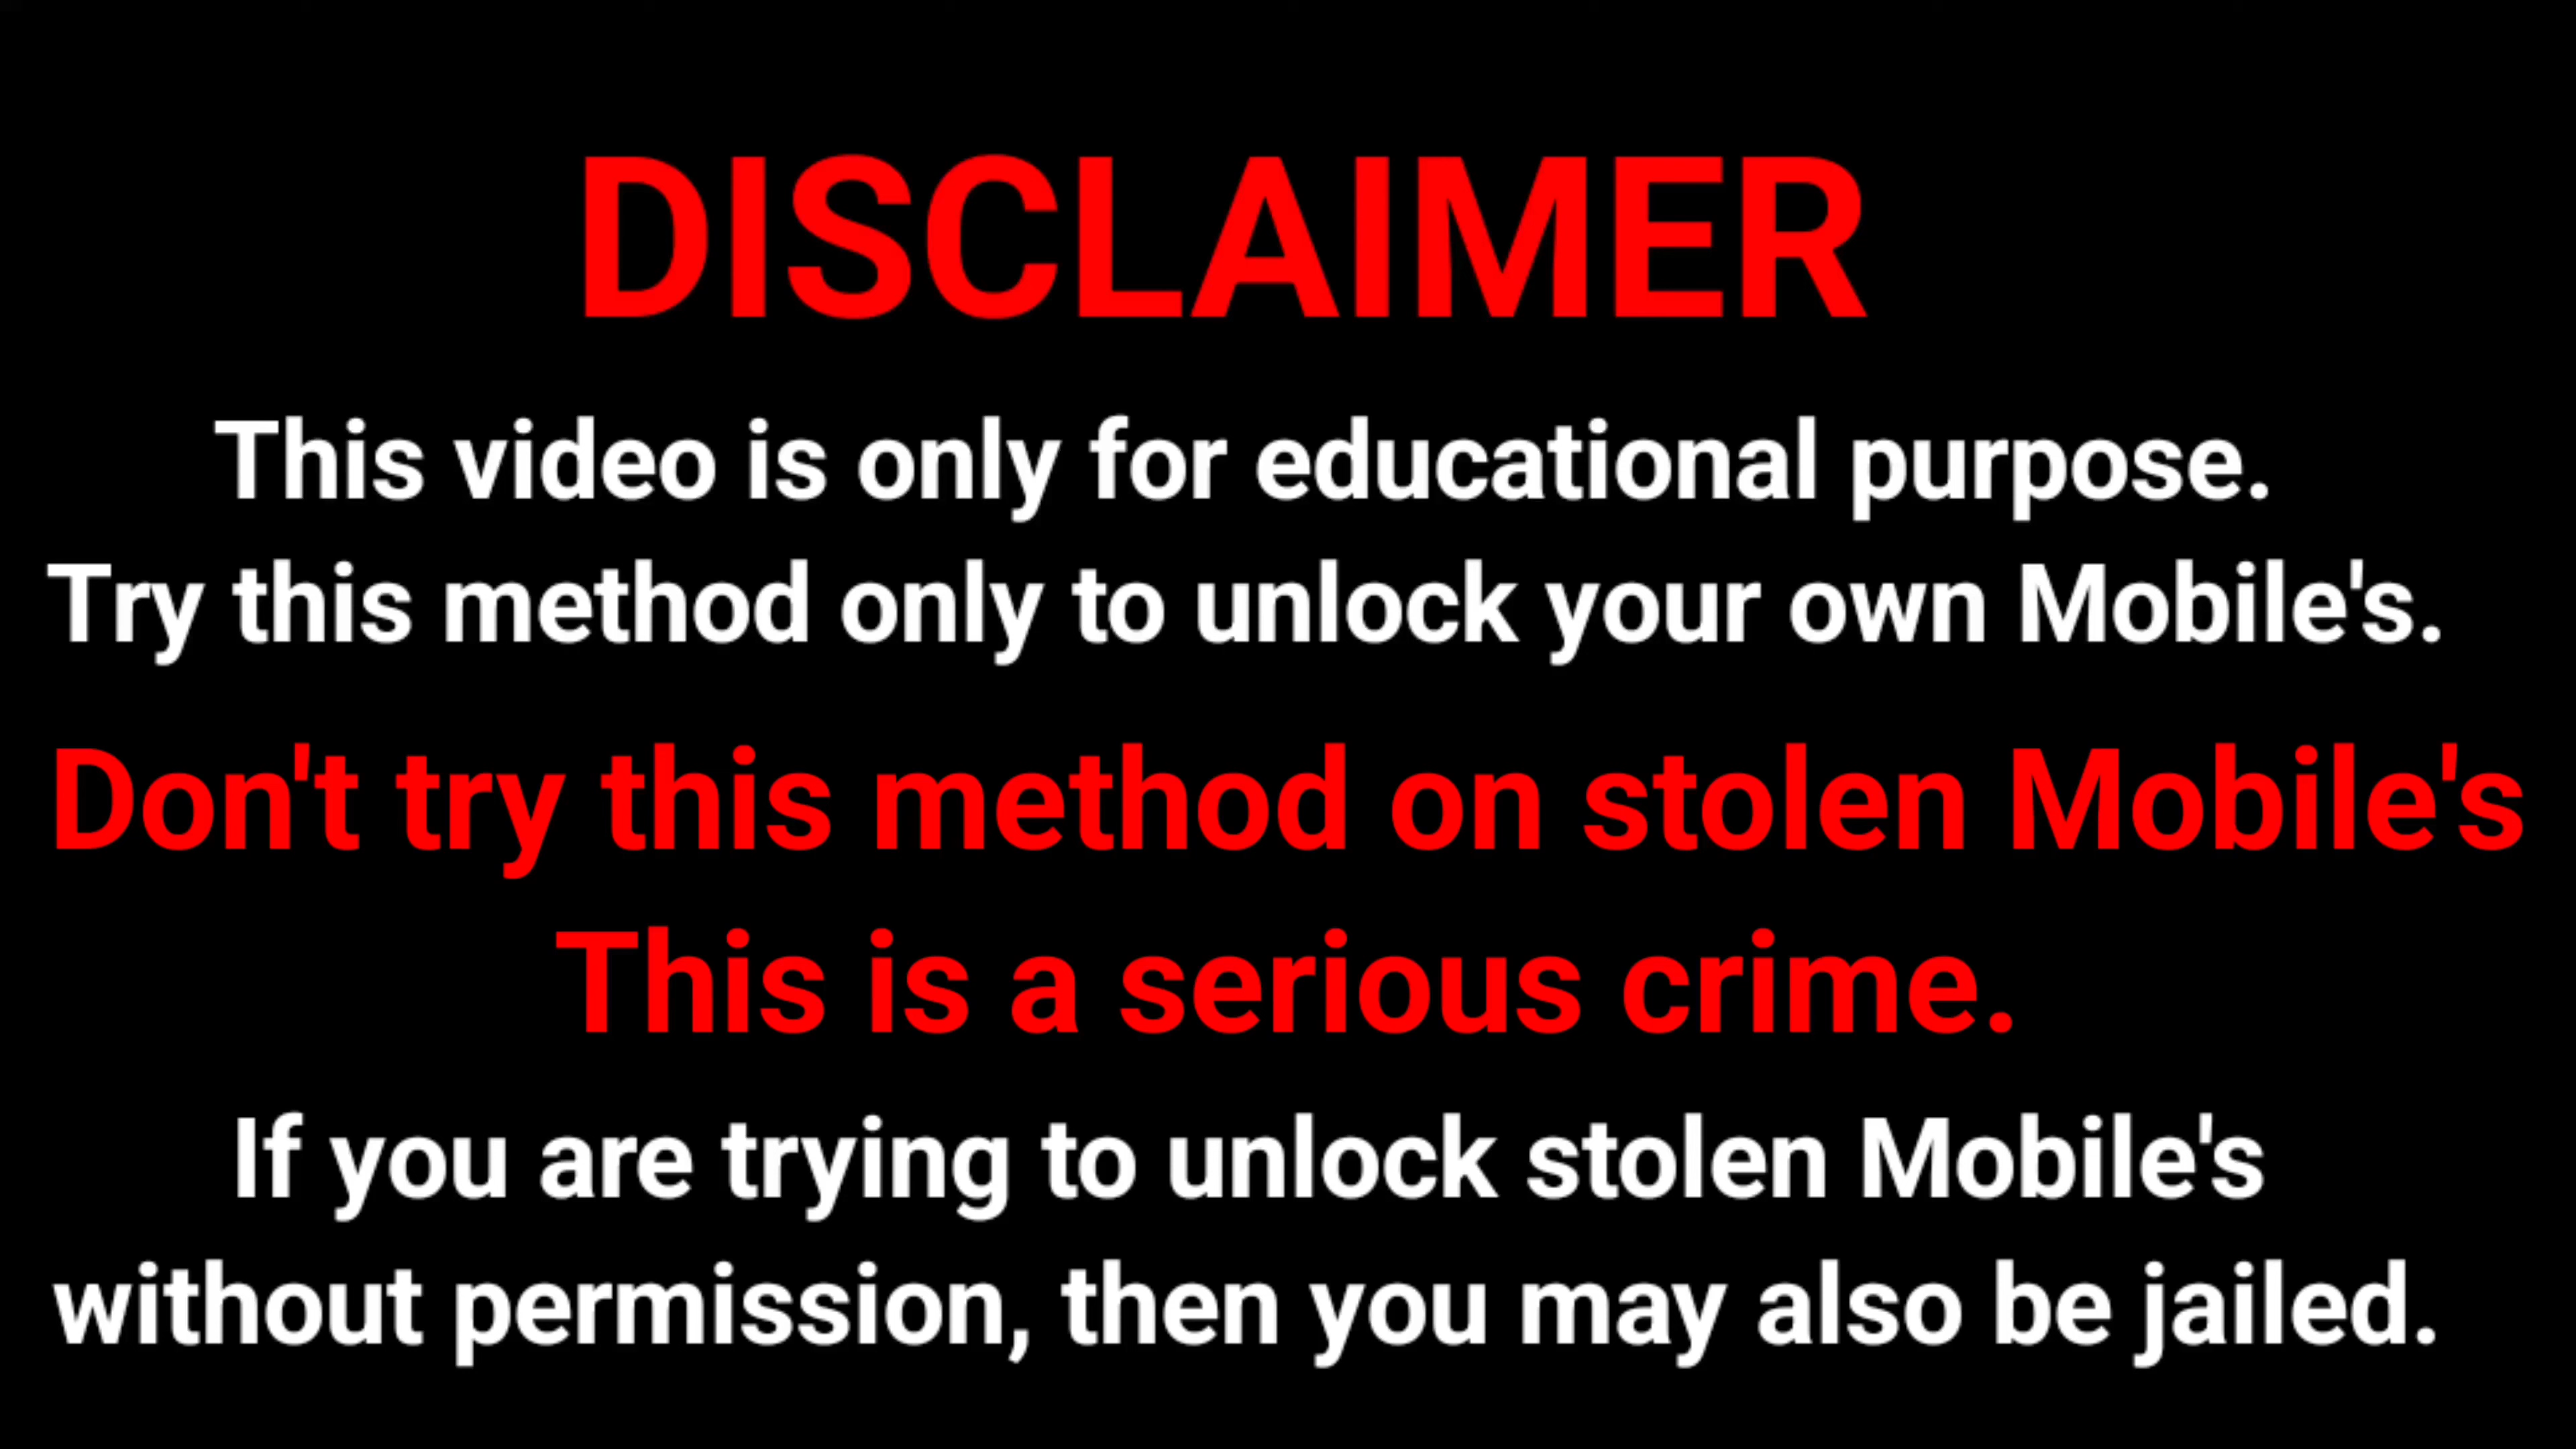 DISCLAIMER
This video is only for educational purpose.
Try this method only to unlock your own Mobile's.
Don't try this method on stolen Mobile's
This is a serious crime.
If you are trying to unlock stolen Mobile's
without permission, then you may also be jailed.